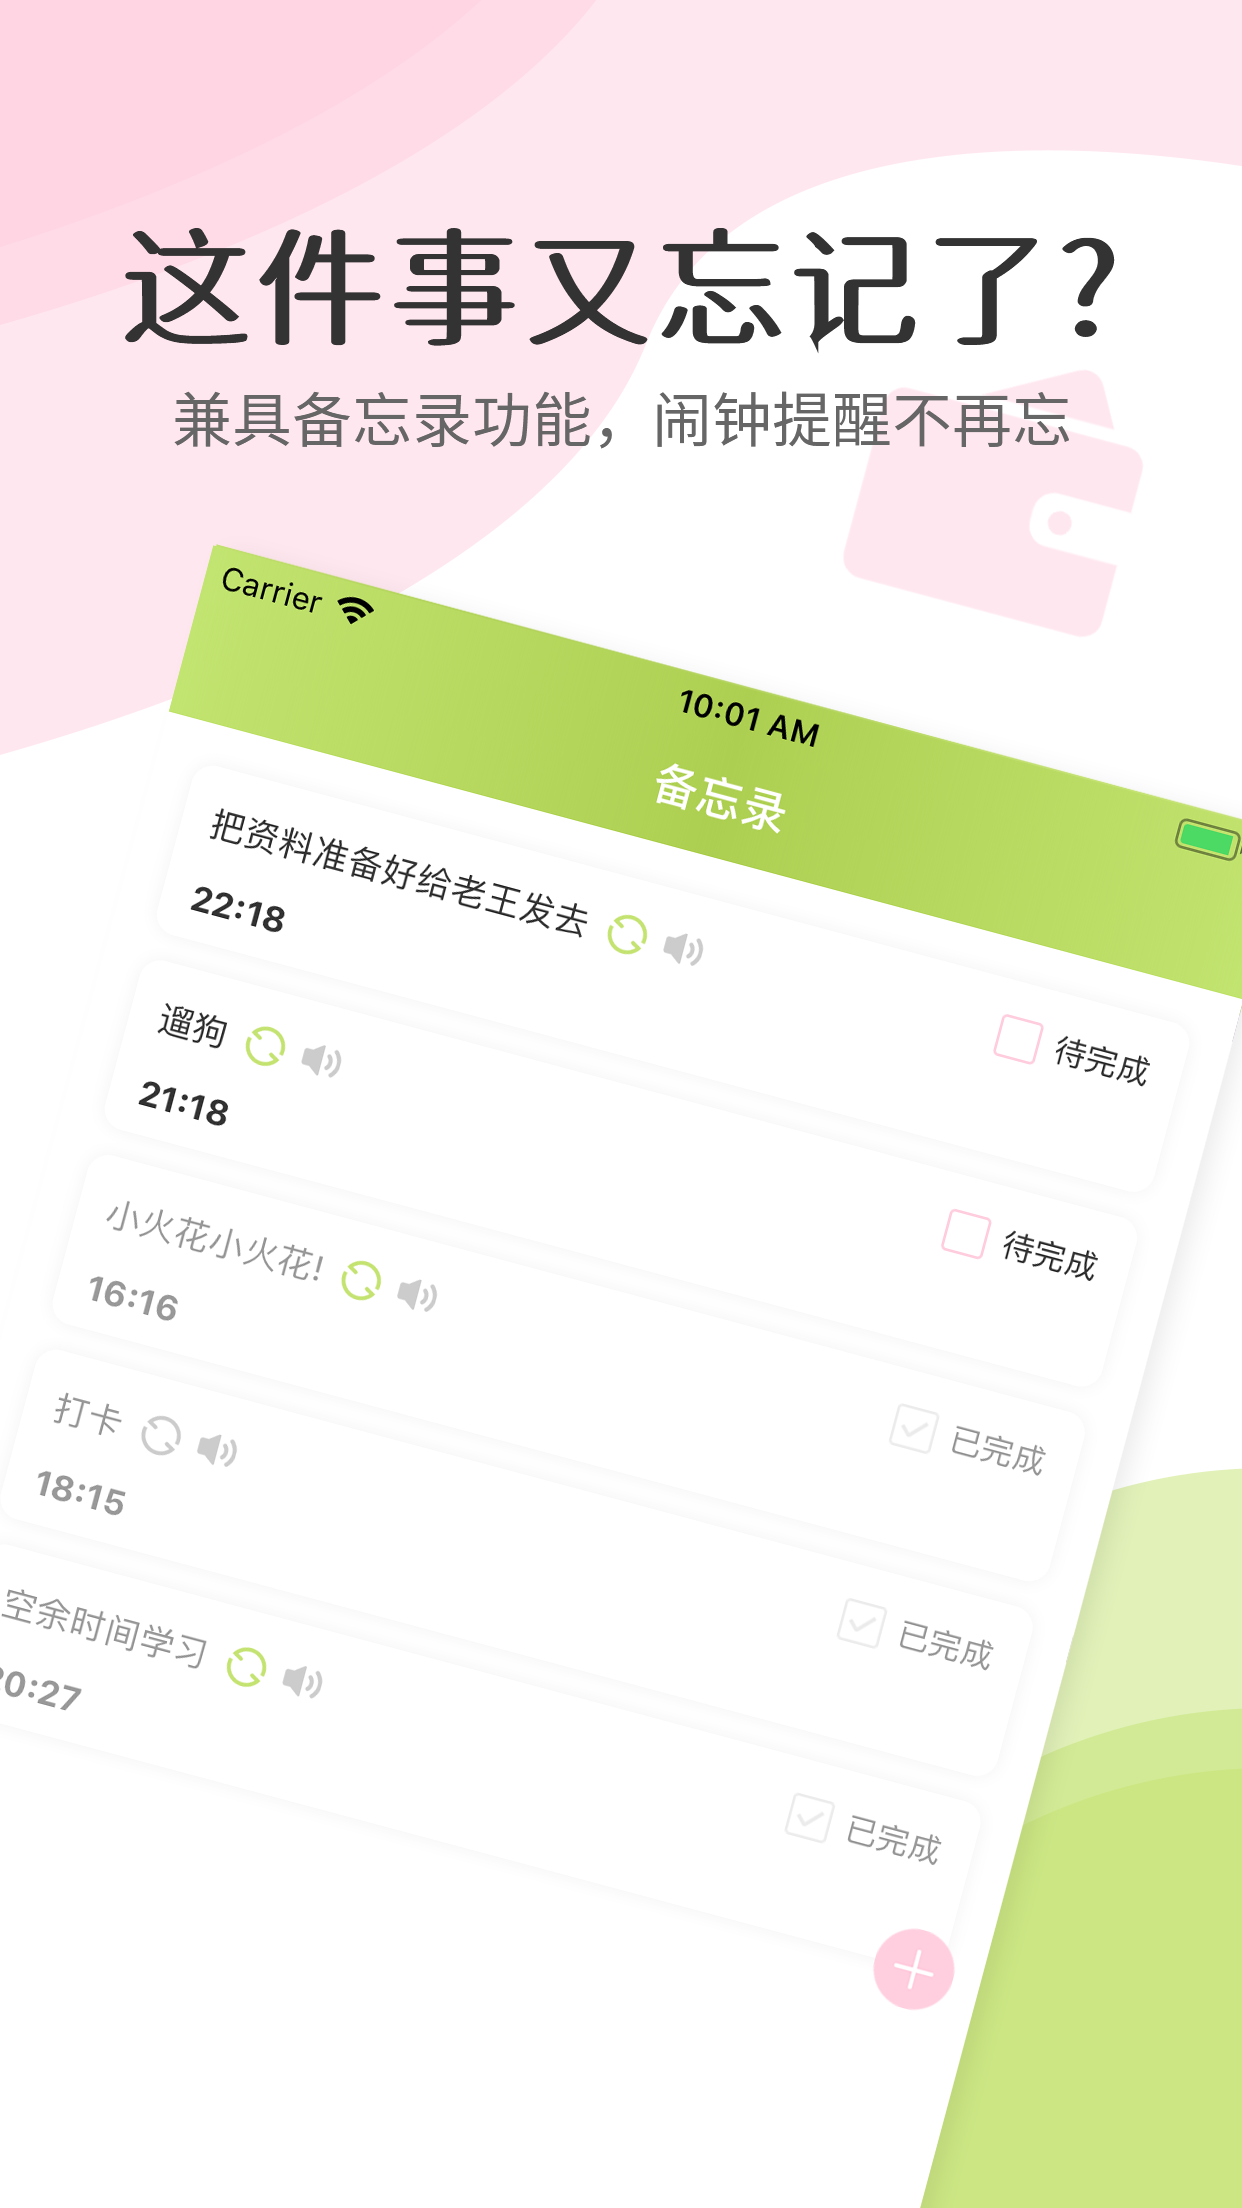 这件事又忘记了?
兼具备忘录功能，闹钟提醒不再忘
Carrier
10:01 AM
备忘录
把资料准备好给老王发去
22:18
待完成
遛狗
21:18
待完成
小火花小火花!
16:16
已完成
打卡
18:15
已完成
空余时间学习
20:27
已完成